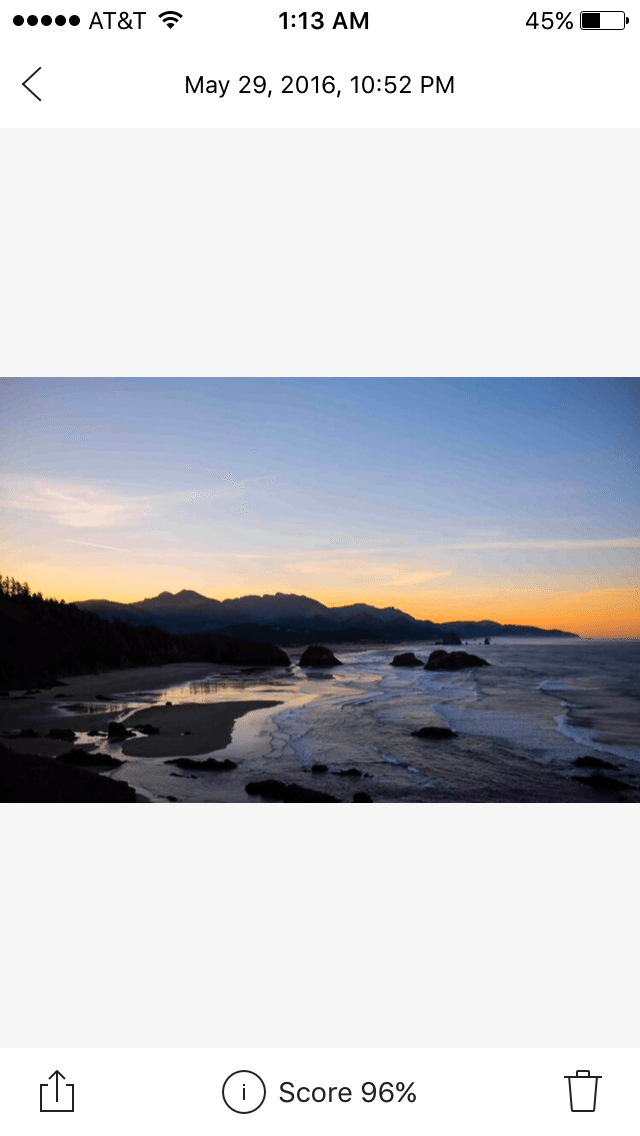 AT&T 1:13 AM 45%
May 29, 2016, 10:52 PM
i Score 96%